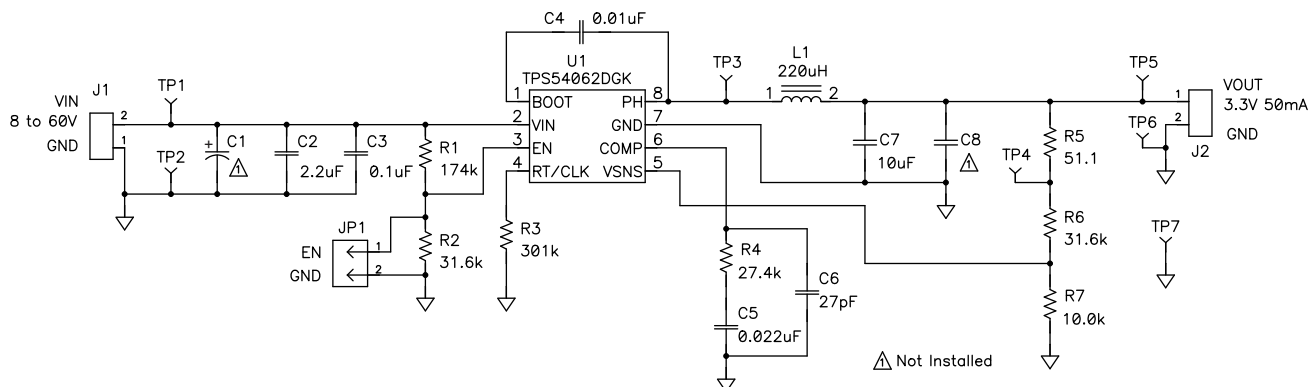 C4 0.01uF
U1
TPS54062DGK
1 BOOT PH 8
2 VIN GND 7
3 EN COMP 6
4 RT/CLK VSNS 5
J1
VIN
8 to 60V
GND
2
1
TP1
TP2
+ C1
1
C2
2.2uF
C3
0.1uF
R1
174k
JP1
EN
GND
1
2
R2
31.6k
R3
301k
TP3
L1
220uH
1 2
C7
10uF
C8
1
TP4
R5
51.1
R6
31.6k
R7
10.0k
TP5
TP6
1
2
VOUT
3.3V 50mA
GND
J2
TP7
R4
27.4k
C5
0.022uF
C6
27pF
1 Not Installed